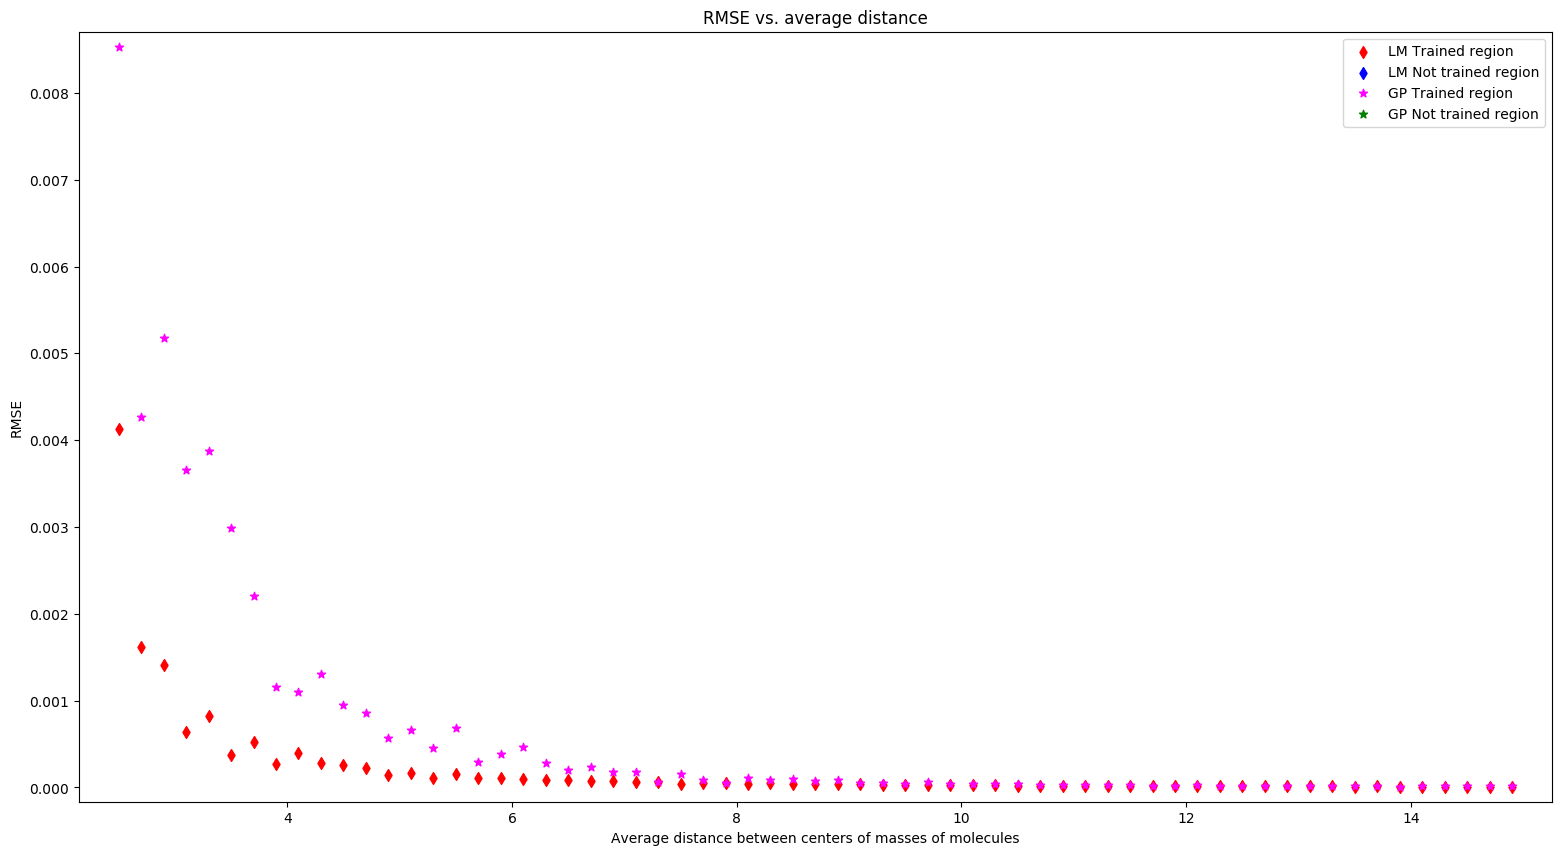 RMSE vs. average distance
LM Trained region
LM Not trained region
GP Trained region
GP Not trained region
0.008
0.007
0.006
0.005
0.004
0.003
0.002
0.001
0.000
RMSE
4 6 8 10 12 14
Average distance between centers of masses of molecules